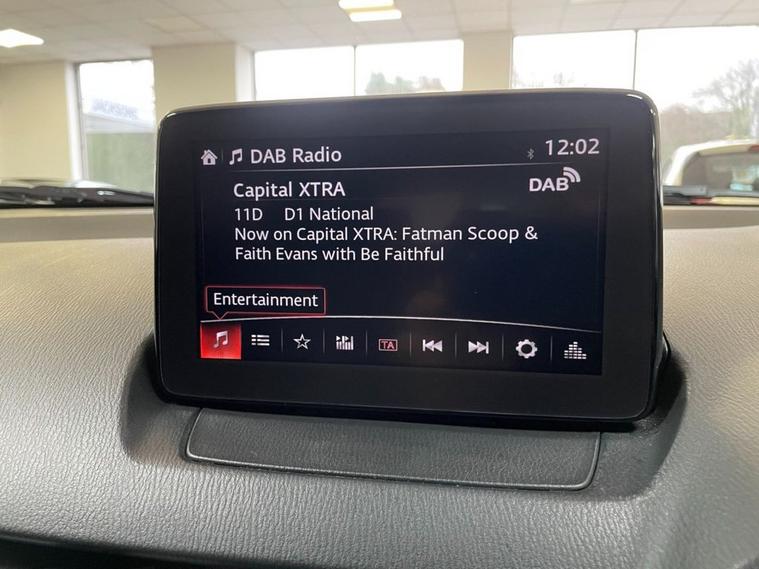 DAB Radio
12:02
Capital XTRA
DAB
11D D1 National
Now on Capital XTRA: Fatman Scoop &
Faith Evans with Be Faithful
Entertainment
TA